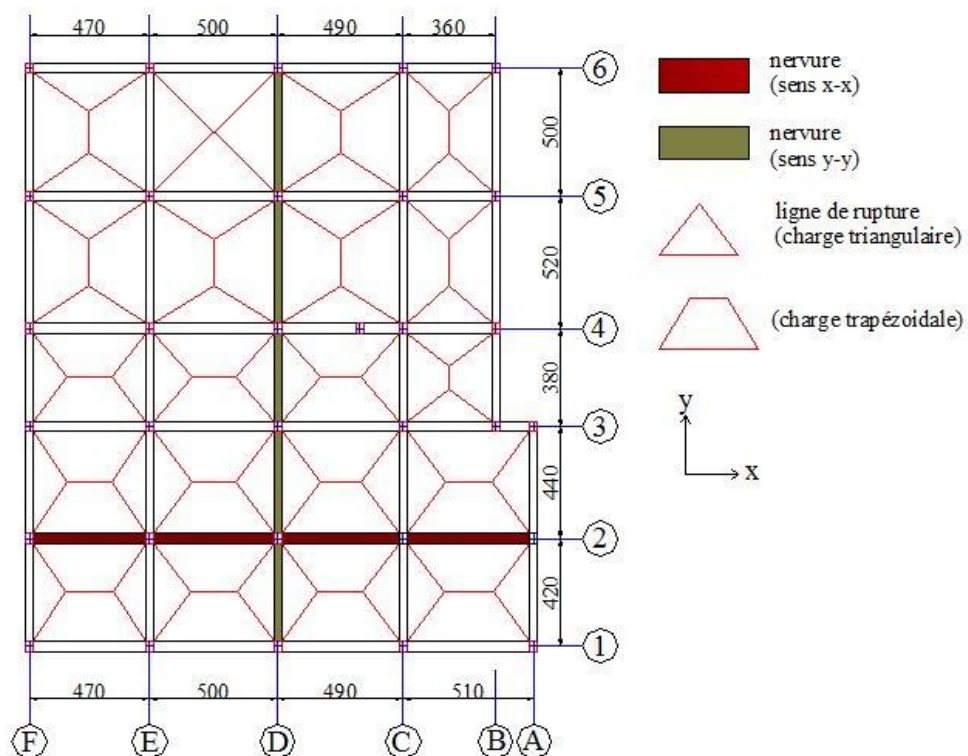 470 500 490 360
6
500
5
520
4
380
3
440
2
420
1
470 500 490 510
F E D C B A
nervure
(sens x-x)
nervure
(sens y-y)
ligne de rupture
(charge triangulaire)
(charge trapézoidale)
y
x